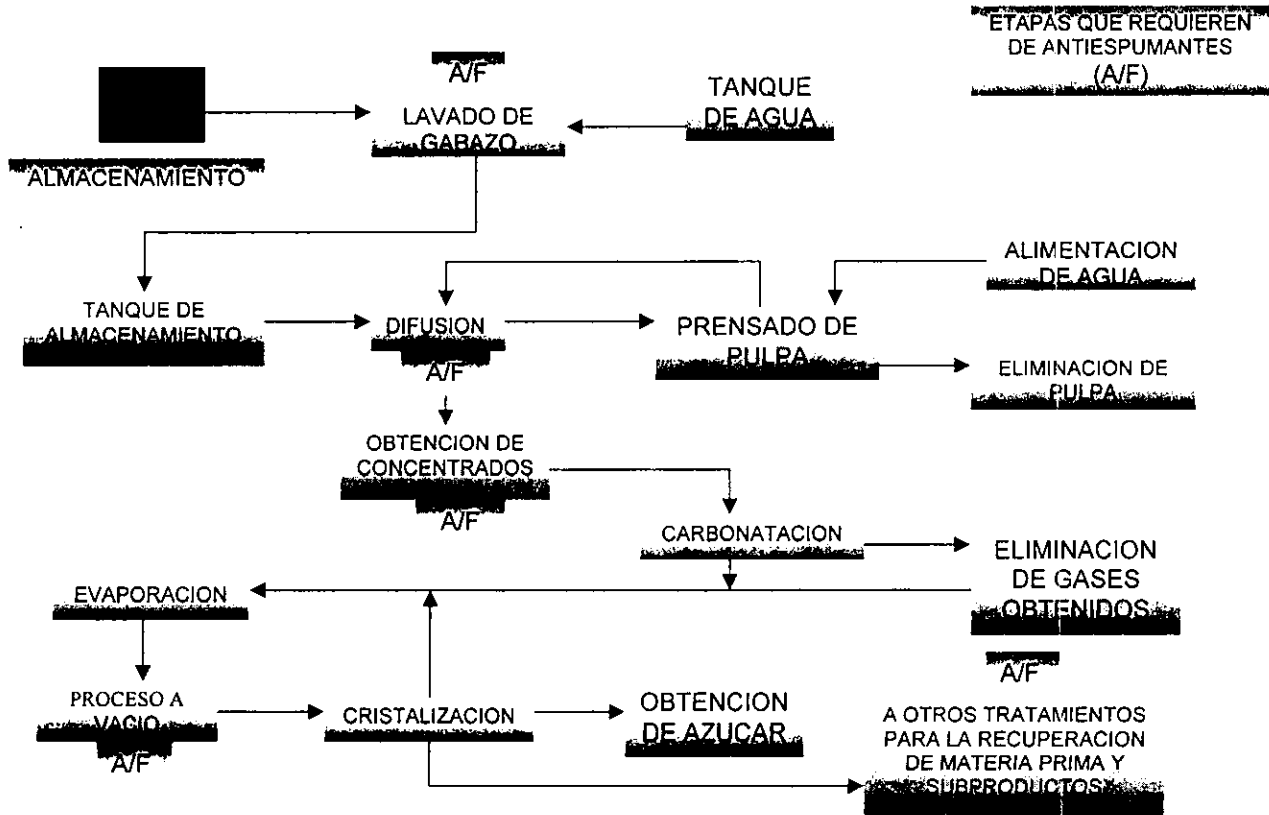 ETAPAS QUE REQUIEREN
DE ANTIESPUMANTES
(A/F)
A/F
LAVADO DE
GABAZO
TANQUE
DE AGUA
ALMACENAMIENTO
ALIMENTACION
DE AGUA
TANQUE DE
ALMACENAMIENTO
DIFUSION
A/F
PRENSADO DE
PULPA
ELIMINACION DE
PULPA
OBTENCION DE
CONCENTRADOS
A/F
CARBONATACION
ELIMINACION
DE GASES
OBTENIDOS
EVAPORACION
A/F
PROCESO A
VACIO
A/F
CRISTALIZACION
OBTENCION
DE AZUCAR
A OTROS TRATAMIENTOS
PARA LA RECUPERACION
DE MATERIA PRIMA Y
SUBPRODUCTOS